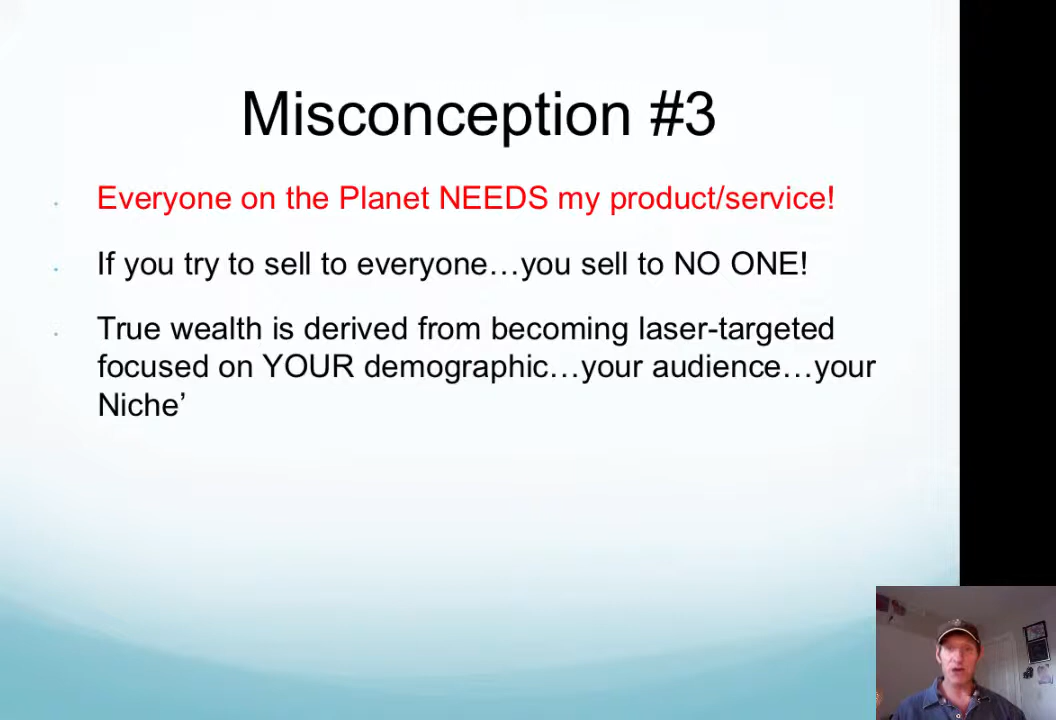 Misconception #3
Everyone on the Planet NEEDS my product/service!
If you try to sell to everyone…you sell to NO ONE!
True wealth is derived from becoming laser-targeted
focused on YOUR demographic…your audience…your
Niche’